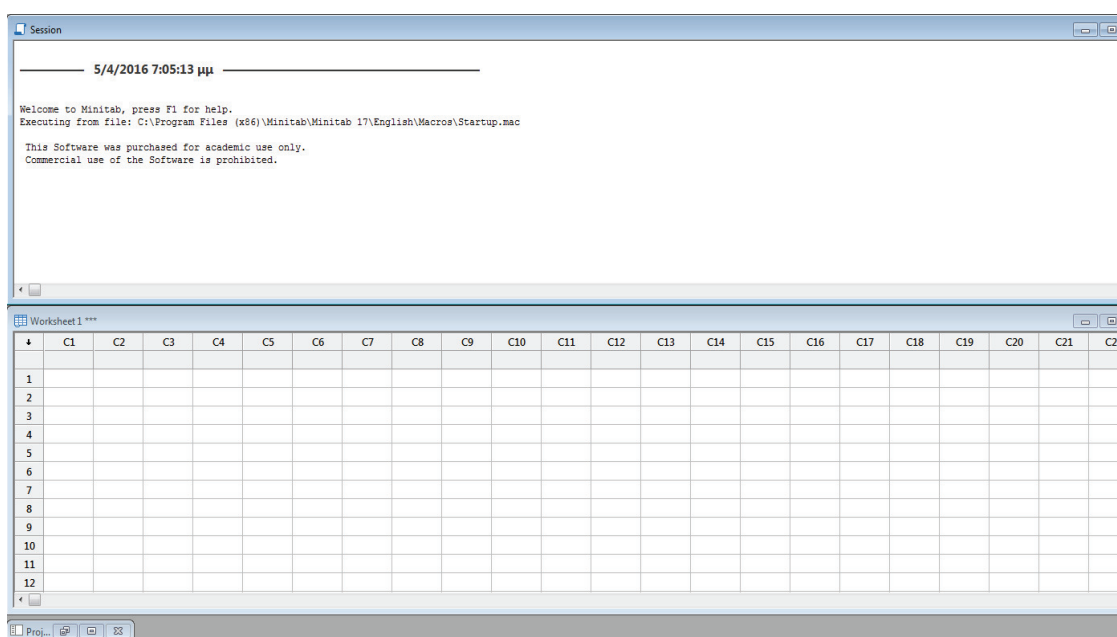 Session
5/4/2016 7:05:13 μμ
Welcome to Minitab, press F1 for help.
Executing from file: C:\Program Files (x86)\Minitab\Minitab 17\English\Macros\Startup.mac
This Software was purchased for academic use only.
Commercial use of the Software is prohibited.
Worksheet 1 ***
C1 C2 C3 C4 C5 C6 C7 C8 C9 C10 C11 C12 C13 C14 C15 C16 C17 C18 C19 C20 C21 C2
1
2
3
4
5
6
7
8
9
10
11
12
Proj...